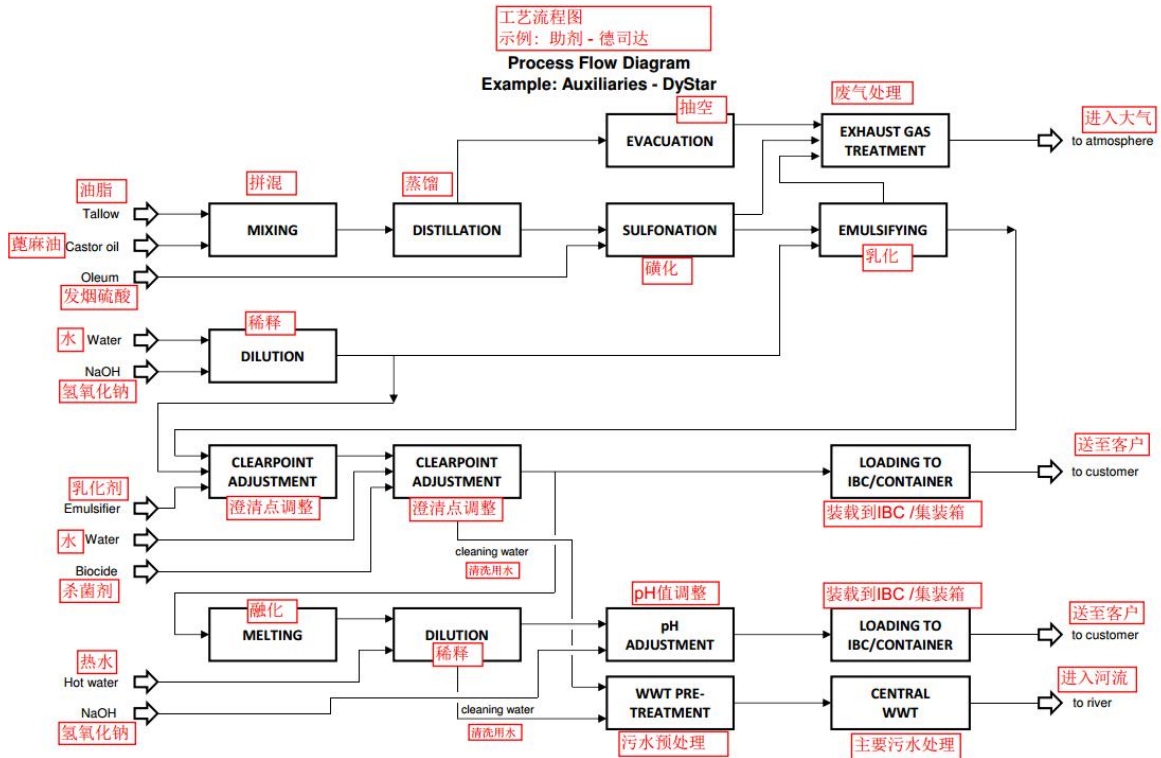 工艺流程图
示例：助剂 - 德司达
Process Flow Diagram
Example: Auxiliaries - DyStar
抽空
EVACUATION
废气处理
EXHAUST GAS
TREATMENT
进入大气
to atmosphere
油脂
Tallow
蓖麻油 Castor oil
Oleum
发烟硫酸
拼混
MIXING
蒸馏
DISTILLATION
SULFONATION
磺化
EMULSIFYING
乳化
水 Water
NaOH
氢氧化钠
稀释
DILUTION
乳化剂
Emulsifier
水 Water
Biocide
杀菌剂
CLEARPOINT
ADJUSTMENT
澄清点调整
CLEARPOINT
ADJUSTMENT
澄清点调整
cleaning water
清洗用水
LOADING TO
IBC/CONTAINER
装载到IBC /集装箱
送至客户
to customer
融化
MELTING
DILUTION
稀释
pH值调整
pH
ADJUSTMENT
装载到IBC /集装箱
LOADING TO
IBC/CONTAINER
送至客户
to customer
热水
Hot water
NaOH
氢氧化钠
cleaning water
清洗用水
WWT PRE-
TREATMENT
污水预处理
CENTRAL
WWT
主要污水处理
进入河流
to river